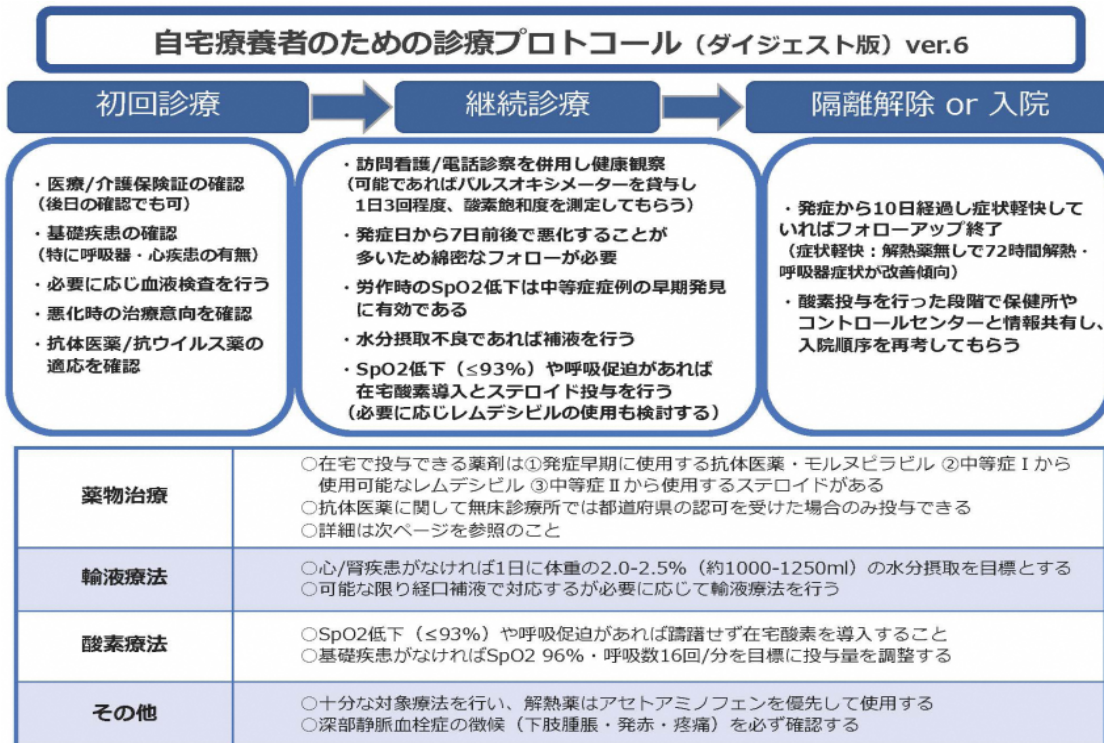 自宅療養者のための診療プロトコール（ダイジェスト版）ver.6
初回診療
継続診療
隔離解除 or 入院
・医療/介護保険証の確認
（後日の確認でも可）
・基礎疾患の確認
（特に呼吸器・心疾患の有無）
・必要に応じ血液検査を行う
・悪化時の治療意向を確認
・抗体医薬/抗ウイルス薬の
適応を確認
・訪問看護/電話診察を併用し健康観察
（可能であればパルスオキシメーターを貸与し
1日3回程度、酸素飽和度を測定してもらう）
・発症日から7日前後で悪化することが
多いため綿密なフォローが必要
・労作時のSpO2低下は中等症症例の早期発見
に有効である
・水分摂取不良であれば補液を行う
・SpO2低下（≤93%）や呼吸促迫があれば
在宅酸素導入とステロイド投与を行う
（必要に応じレムデシビルの使用も検討する）
・発症から10日経過し症状軽快して
いればフォローアップ終了
（症状軽快：解熱薬無しで72時間解熱・
呼吸器症状が改善傾向）
・酸素投与を行った段階で保健所や
コントロールセンターと情報共有し、
入院順序を再考してもらう
薬物治療
○在宅で投与できる薬剤は①発症早期に使用する抗体医薬・モルヌピラビル ②中等症Ⅰから
使用可能なレムデシビル ③中等症Ⅱから使用するステロイドがある
○抗体医薬に関して無床診療所では都道府県の認可を受けた場合のみ投与できる
○詳細は次ページを参照のこと
輸液療法
○心/腎疾患がなければ1日に体重の2.0-2.5%（約1000-1250ml）の水分摂取を目標とする
○可能な限り経口補液で対応するが必要に応じて輸液療法を行う
酸素療法
○SpO2低下（≤93%）や呼吸促迫があれば躊躇せず在宅酸素を導入すること
○基礎疾患がなければSpO2 96%・呼吸数16回/分を目標に投与量を調整する
その他
○十分な対象療法を行い、解熱薬はアセトアミノフェンを優先して使用する
○深部静脈血栓症の徴候（下肢腫脹・発赤・疼痛）を必ず確認する